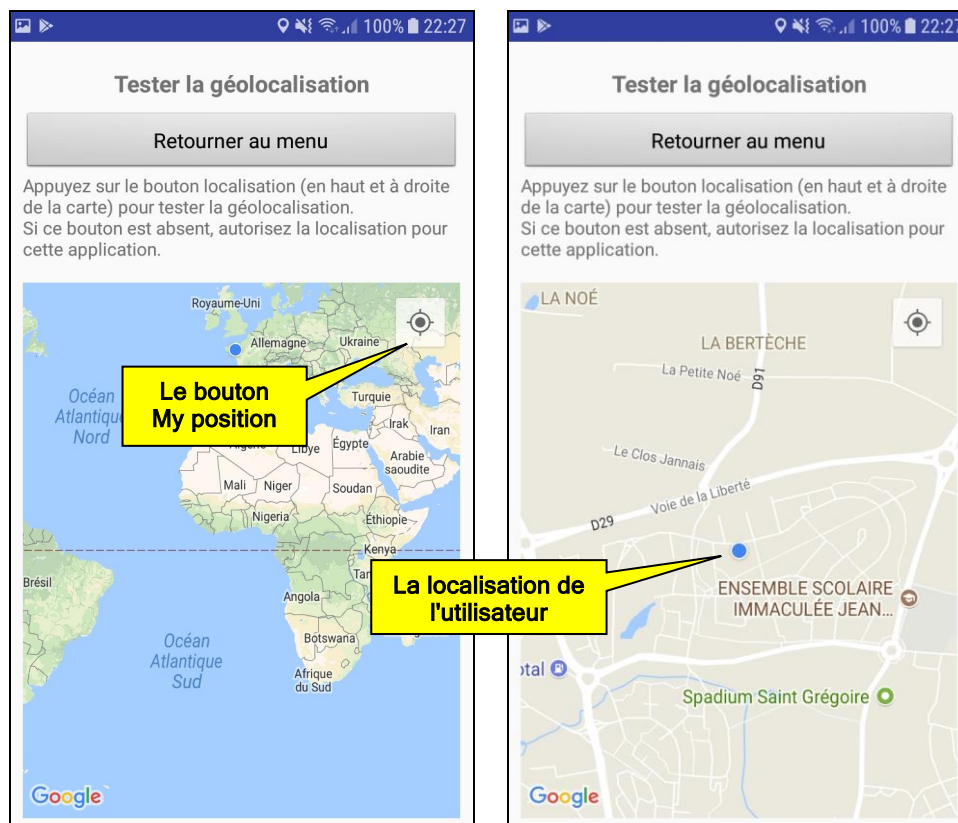 100% 22:27
Tester la géolocalisation
Retourner au menu
Appuyez sur le bouton localisation (en haut et à droite
de la carte) pour tester la géolocalisation.
Si ce bouton est absent, autorisez la localisation pour
cette application.
Royaume-Uni
Allemagne
Ukraine
Le bouton
My position
Océan
Atlantiqu
Nord
Turquie
Irak
Iran
Libye
Égypte
Arabie
saoudite
Mali
Niger
Soudan
Nigeria
Éthiopie
Kenya
Brésil
Angola
Botswana
Océan
Atlantique
Sud
Afrique
du Sud
Google
100% 22:27
Tester la géolocalisation
Retourner au menu
Appuyez sur le bouton localisation (en haut et à droite
de la carte) pour tester la géolocalisation.
Si ce bouton est absent, autorisez la localisation pour
cette application.
LA NOÉ
LA BERTÈCHE
La Petite Noé
D91
Le Clos Jannais
Voie de la Liberté
D29
La localisation de
l'utilisateur
ENSEMBLE SCOLAIRE
IMMACULÉE JEAN...
otal
Spadium Saint Grégoire
Google